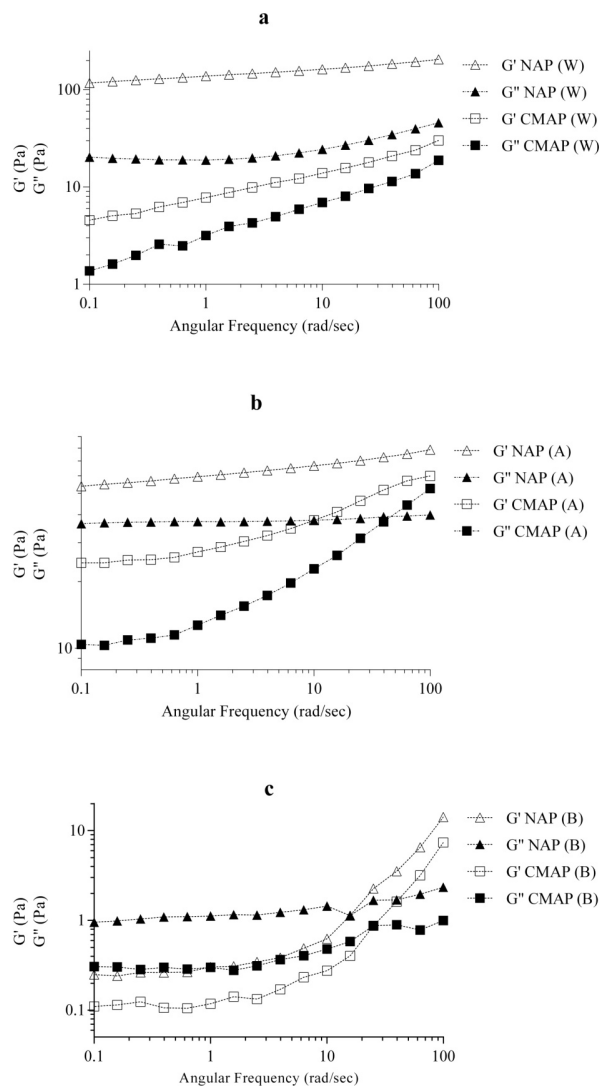 a
G' (Pa)
G'' (Pa)
100
10
1
0.1 1 10 100
Angular Frequency (rad/sec)
G' NAP (W)
G'' NAP (W)
G' CMAP (W)
G'' CMAP (W)
b
G' (Pa)
G'' (Pa)
10
0.1 1 10 100
Angular Frequency (rad/sec)
G' NAP (A)
G'' NAP (A)
G' CMAP (A)
G'' CMAP (A)
c
G' (Pa)
G'' (Pa)
10
1
0.1
0.1 1 10 100
Angular Frequency (rad/sec)
G' NAP (B)
G'' NAP (B)
G' CMAP (B)
G'' CMAP (B)